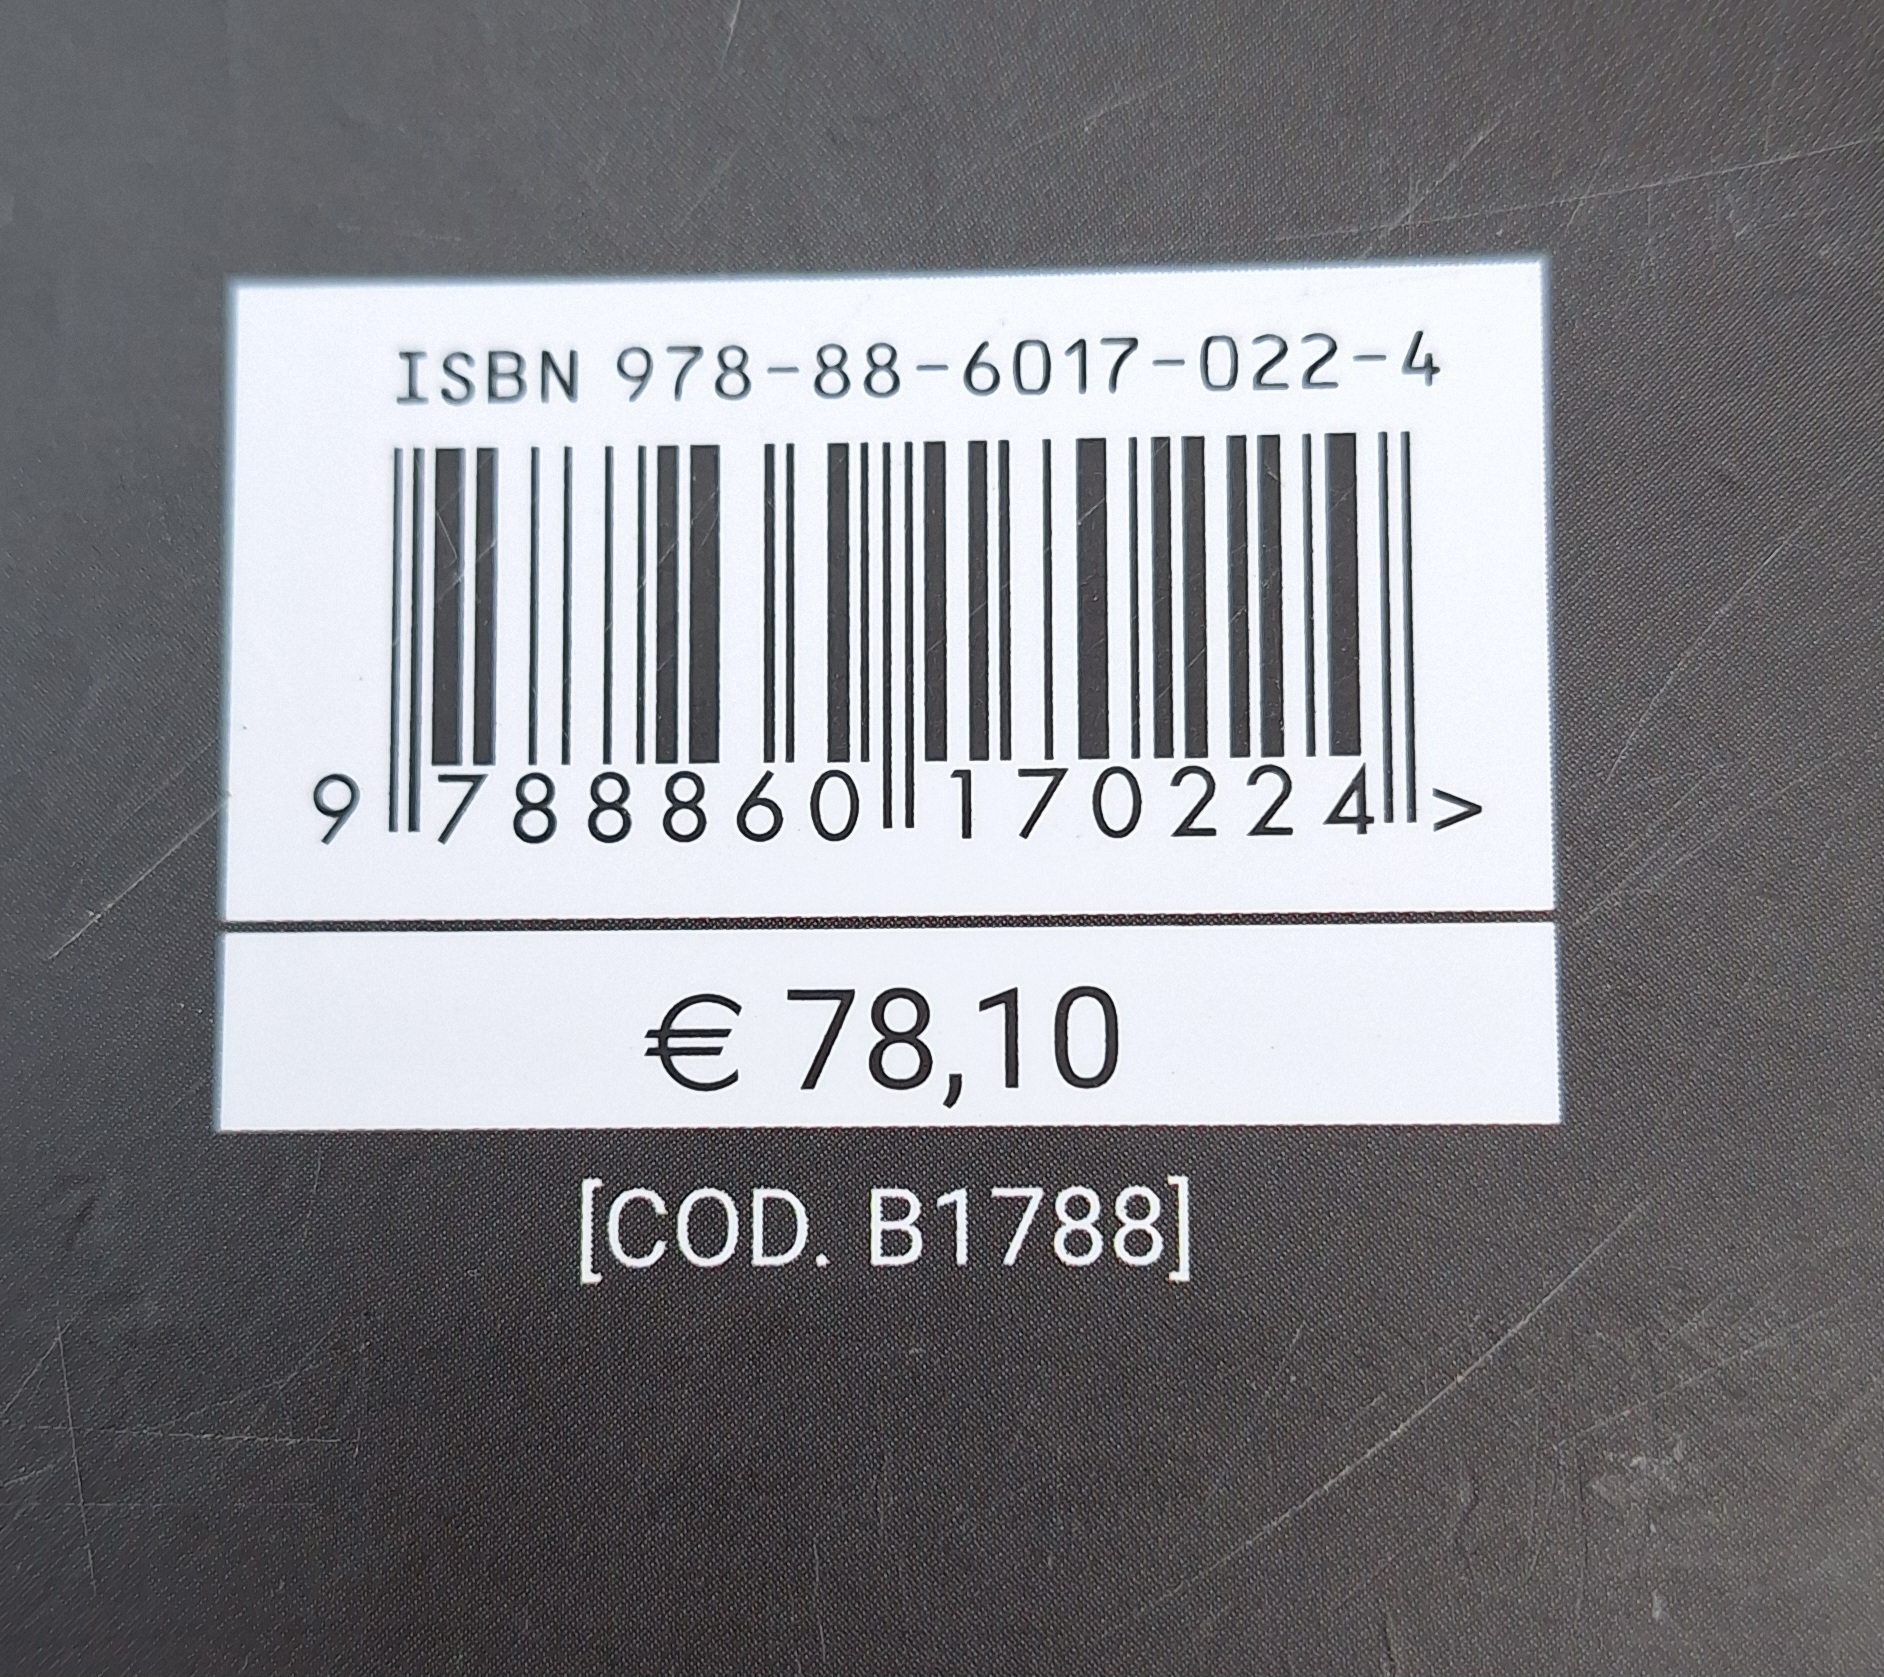 ISBN 978-88-6017-022-4
9 788860 170224 >
€ 78,10
[COD. B1788]